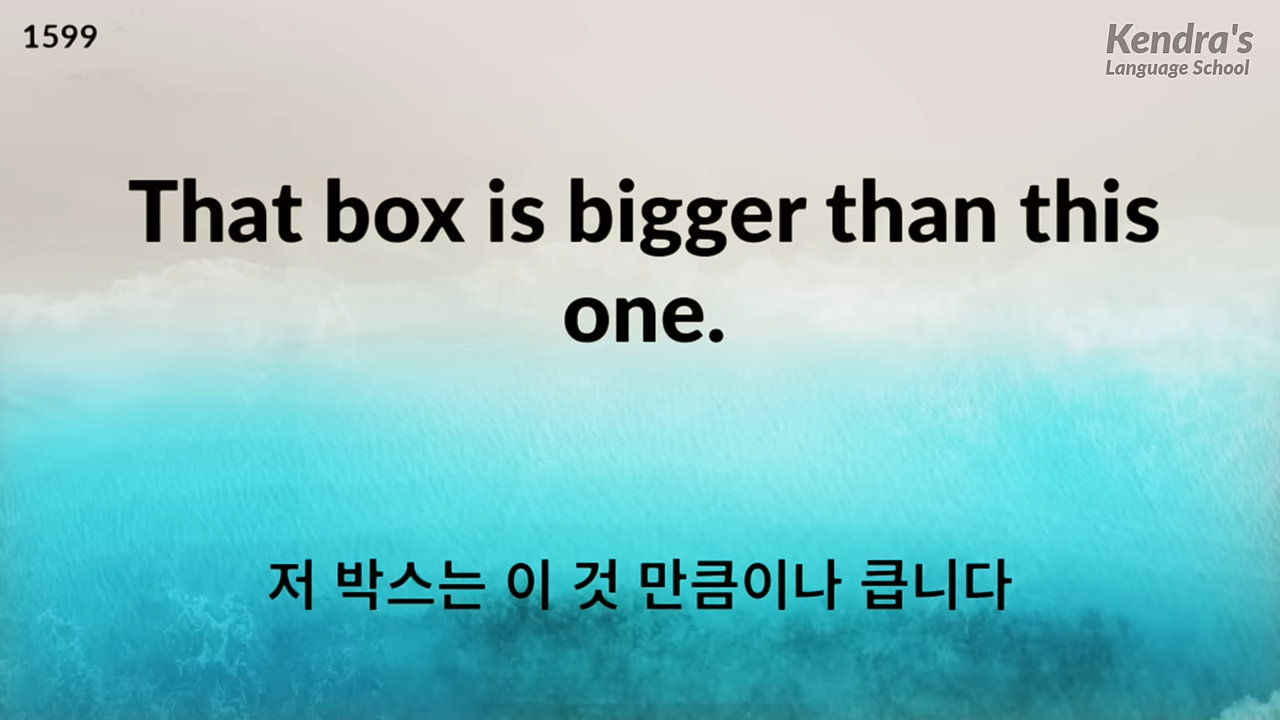 1599
Kendra's
Language School
That box is bigger than this
one.
저 박스는 이 것 만큼이나 큽니다